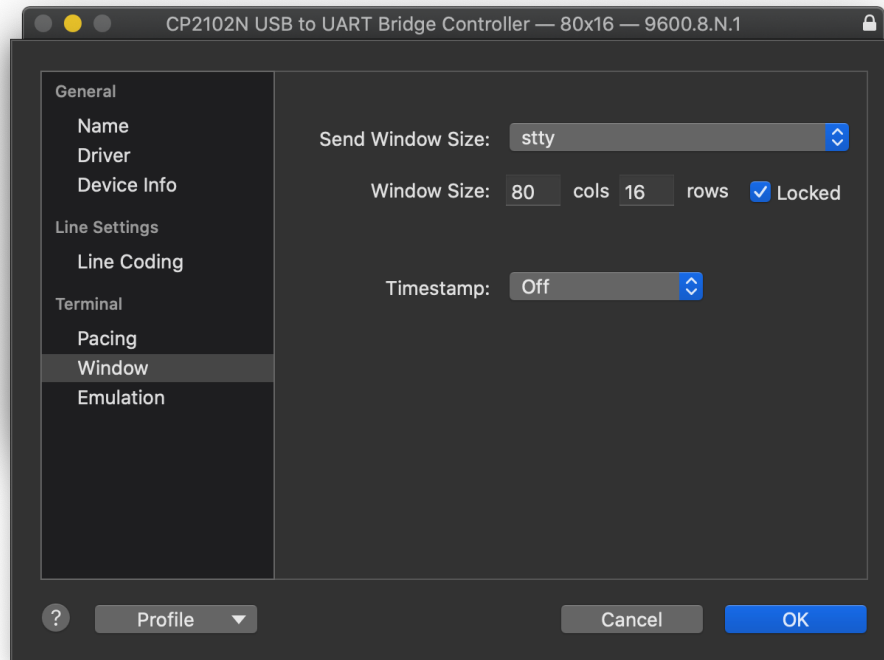 CP2102N USB to UART Bridge Controller — 80x16 — 9600.8.N.1
General
Name
Driver
Device Info
Line Settings
Line Coding
Terminal
Pacing
Window
Emulation
Send Window Size: stty
Window Size: 80 cols 16 rows Locked
Timestamp: Off
? Profile Cancel OK